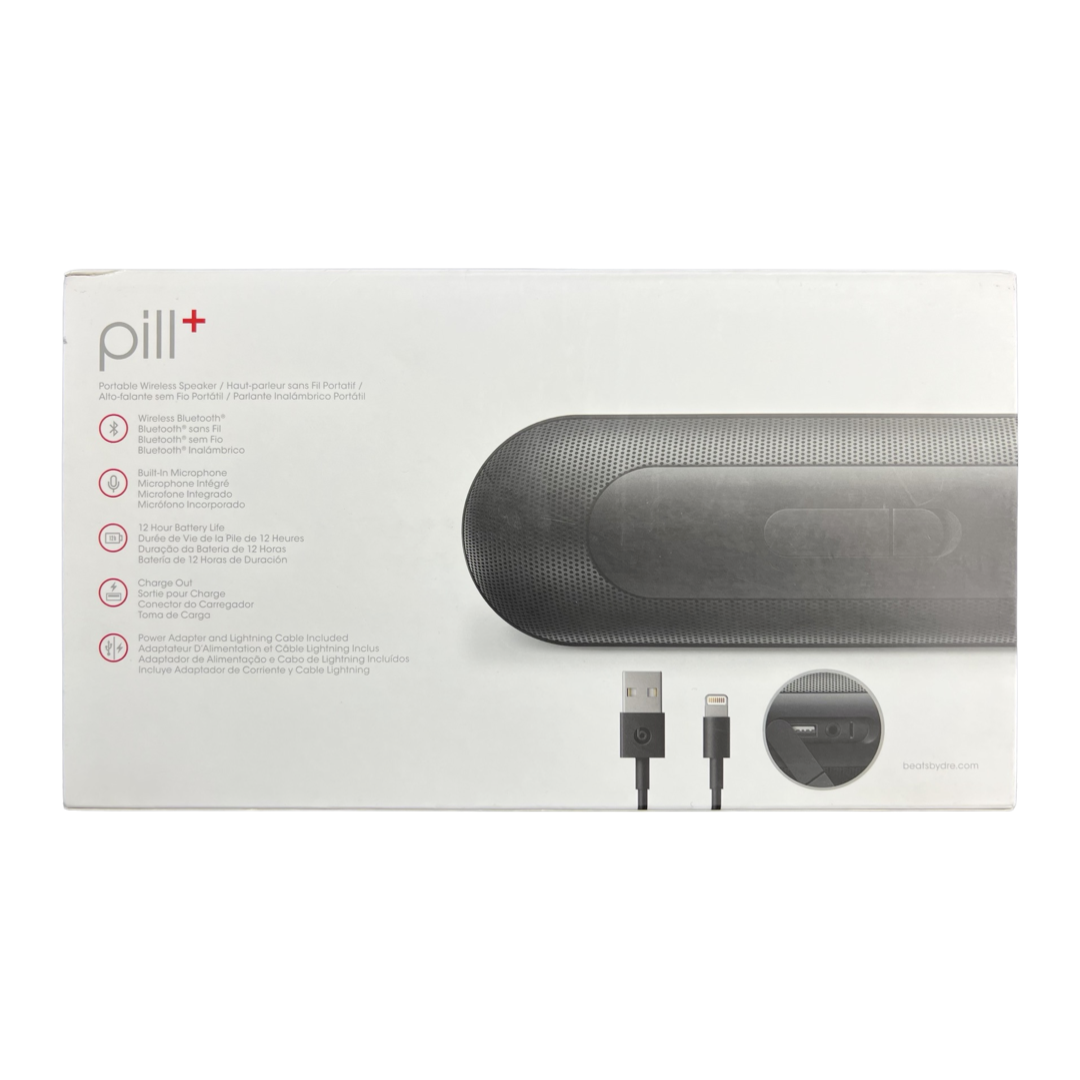 pill+
Portable Wireless Speaker / Haut-parleur sans Fil Portatif /
Alto-falante sem Fio Portátil / Parlante Inalámbrico Portátil
Wireless Bluetooth®
Bluetooth® sans Fil
Bluetooth® sem Fio
Bluetooth® Inalámbrico
Built-In Microphone
Microphone Intégré
Microfone Integrado
Micrófono Incorporado
12 Hour Battery Life
Durée de Vie de la Pile de 12 Heures
Duração da Bateria de 12 Horas
Batería de 12 Horas de Duración
Charge Out
Sortie pour Charge
Conector do Carregador
Toma de Carga
Power Adapter and Lightning Cable Included
Adaptateur D'Alimentation et Câble Lightning Inclus
Adaptador de Alimentação e Cabo de Lightning Incluídos
Incluye Adaptador de Corriente y Cable Lightning
beatsbydre.com